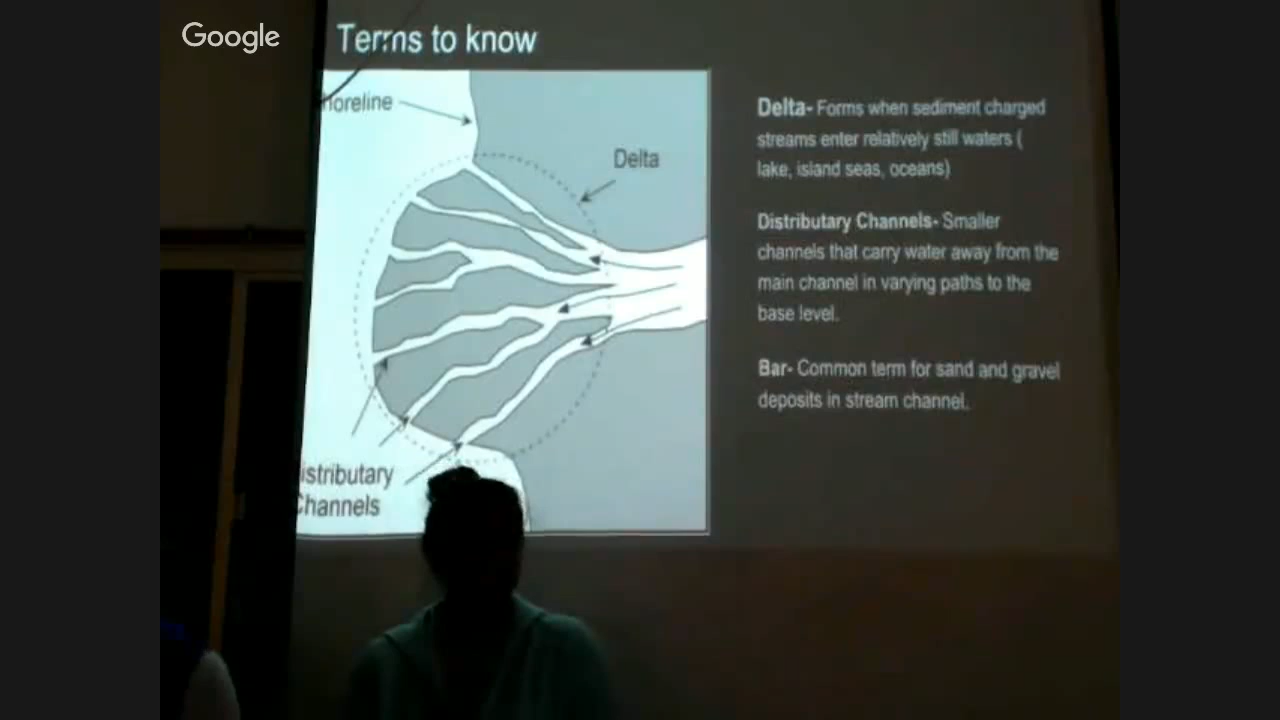 Google
Terms to know
horeline
Delta
Delta- Forms when sediment charged
streams enter relatively still waters (
lake, island seas, oceans)
Distributary Channels- Smaller
channels that carry water away from the
main channel in varying paths to the
base level.
Bar- Common term for sand and gravel
deposits in stream channel.
istributary
Channels